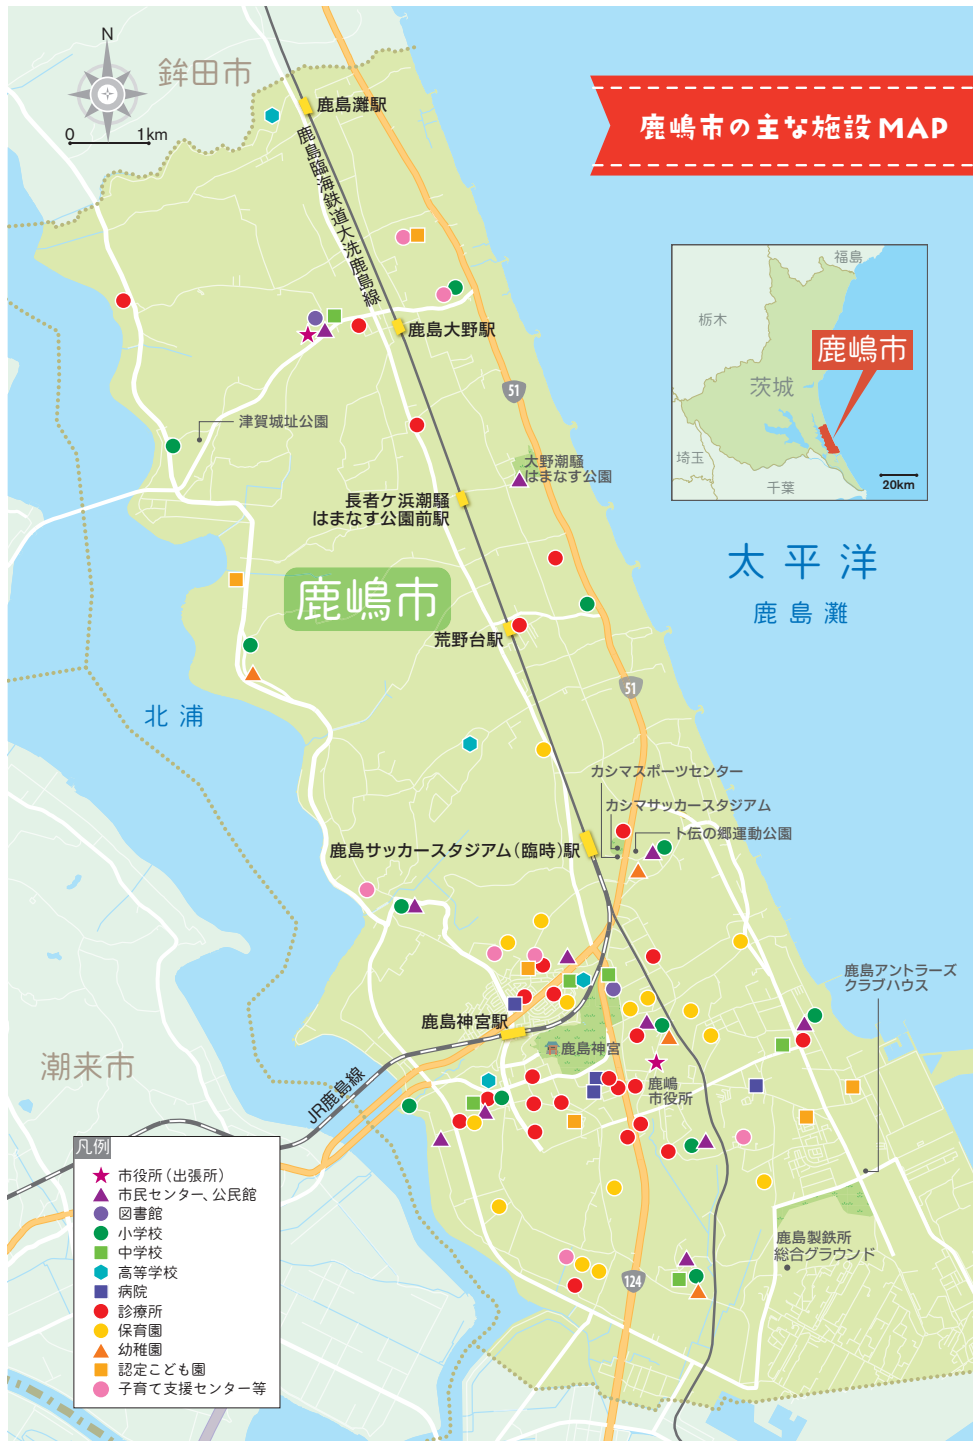 鹿嶋市の主な施設MAP
N
0 1km
鉾田市
鹿島灘駅
鹿島臨海鉄道大洗鹿島線
鹿島大野駅
51
津賀城址公園
大野潮騒
はまなす公園
長者ケ浜潮騒
はまなす公園前駅
鹿嶋市
荒野台駅
51
北浦
福島
栃木
鹿嶋市
茨城
埼玉
千葉
20km
太平洋
鹿島灘
カシマスポーツセンター
カシマサッカースタジアム
卜伝の郷運動公園
鹿島サッカースタジアム(臨時)駅
鹿島アントラーズ
クラブハウス
鹿島神宮駅
鹿島神宮
鹿嶋
市役所
潮来市
JR鹿島線
鹿島製鉄所
総合グラウンド
124
凡例
市役所(出張所)
市民センター、公民館
図書館
小学校
中学校
高等学校
病院
診療所
保育園
幼稚園
認定こども園
子育て支援センター等